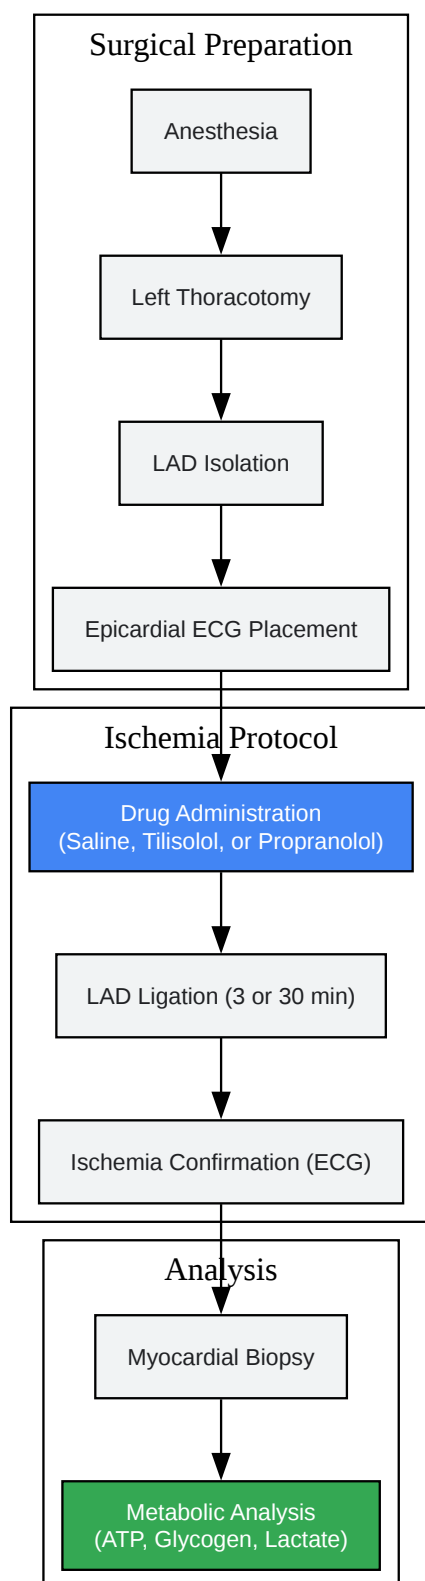 Surgical Preparation
Anesthesia
Left Thoracotomy
LAD Isolation
Epicardial ECG Placement
Ischemia Protocol
Drug Administration
(Saline, Tilisolol, or Propranolol)
LAD Ligation (3 or 30 min)
Ischemia Confirmation (ECG)
Analysis
Myocardial Biopsy
Metabolic Analysis
(ATP, Glycogen, Lactate)